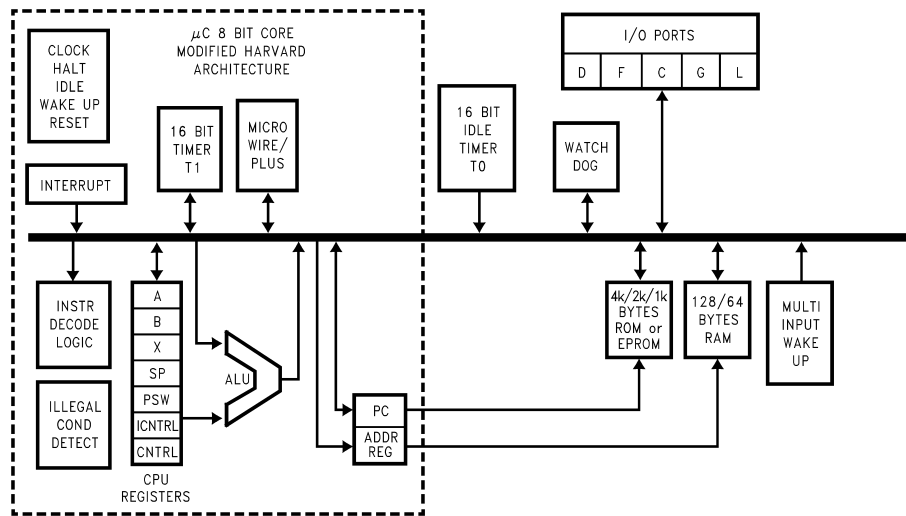 μC 8 BIT CORE
MODIFIED HARVARD
ARCHITECTURE
CLOCK
HALT
IDLE
WAKE UP
RESET
16 BIT
TIMER
T1
MICRO
WIRE/
PLUS
INTERRUPT
16 BIT
IDLE
TIMER
T0
WATCH
DOG
I/O PORTS
D F C G L
INSTR
DECODE
LOGIC
ILLEGAL
COND
DETECT
A
B
X
SP
PSW
ICNTRL
CNTRL
CPU
REGISTERS
ALU
PC
ADDR
REG
4k/2k/1k
BYTES
ROM or
EPROM
128/64
BYTES
RAM
MULTI
INPUT
WAKE
UP